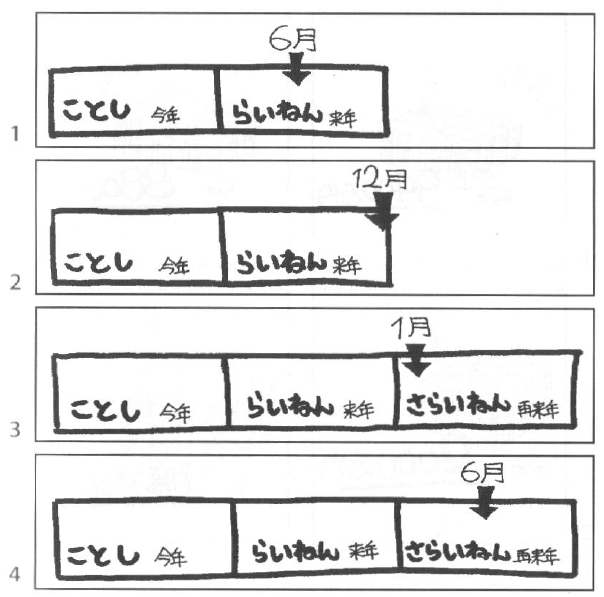 6月
1 ことし 今年 らいねん 来年
12月
2 ことし 今年 らいねん 来年
1月
3 ことし 今年 らいねん 来年 さらいねん 再来年
6月
4 ことし 今年 らいねん 来年 さらいねん 再来年